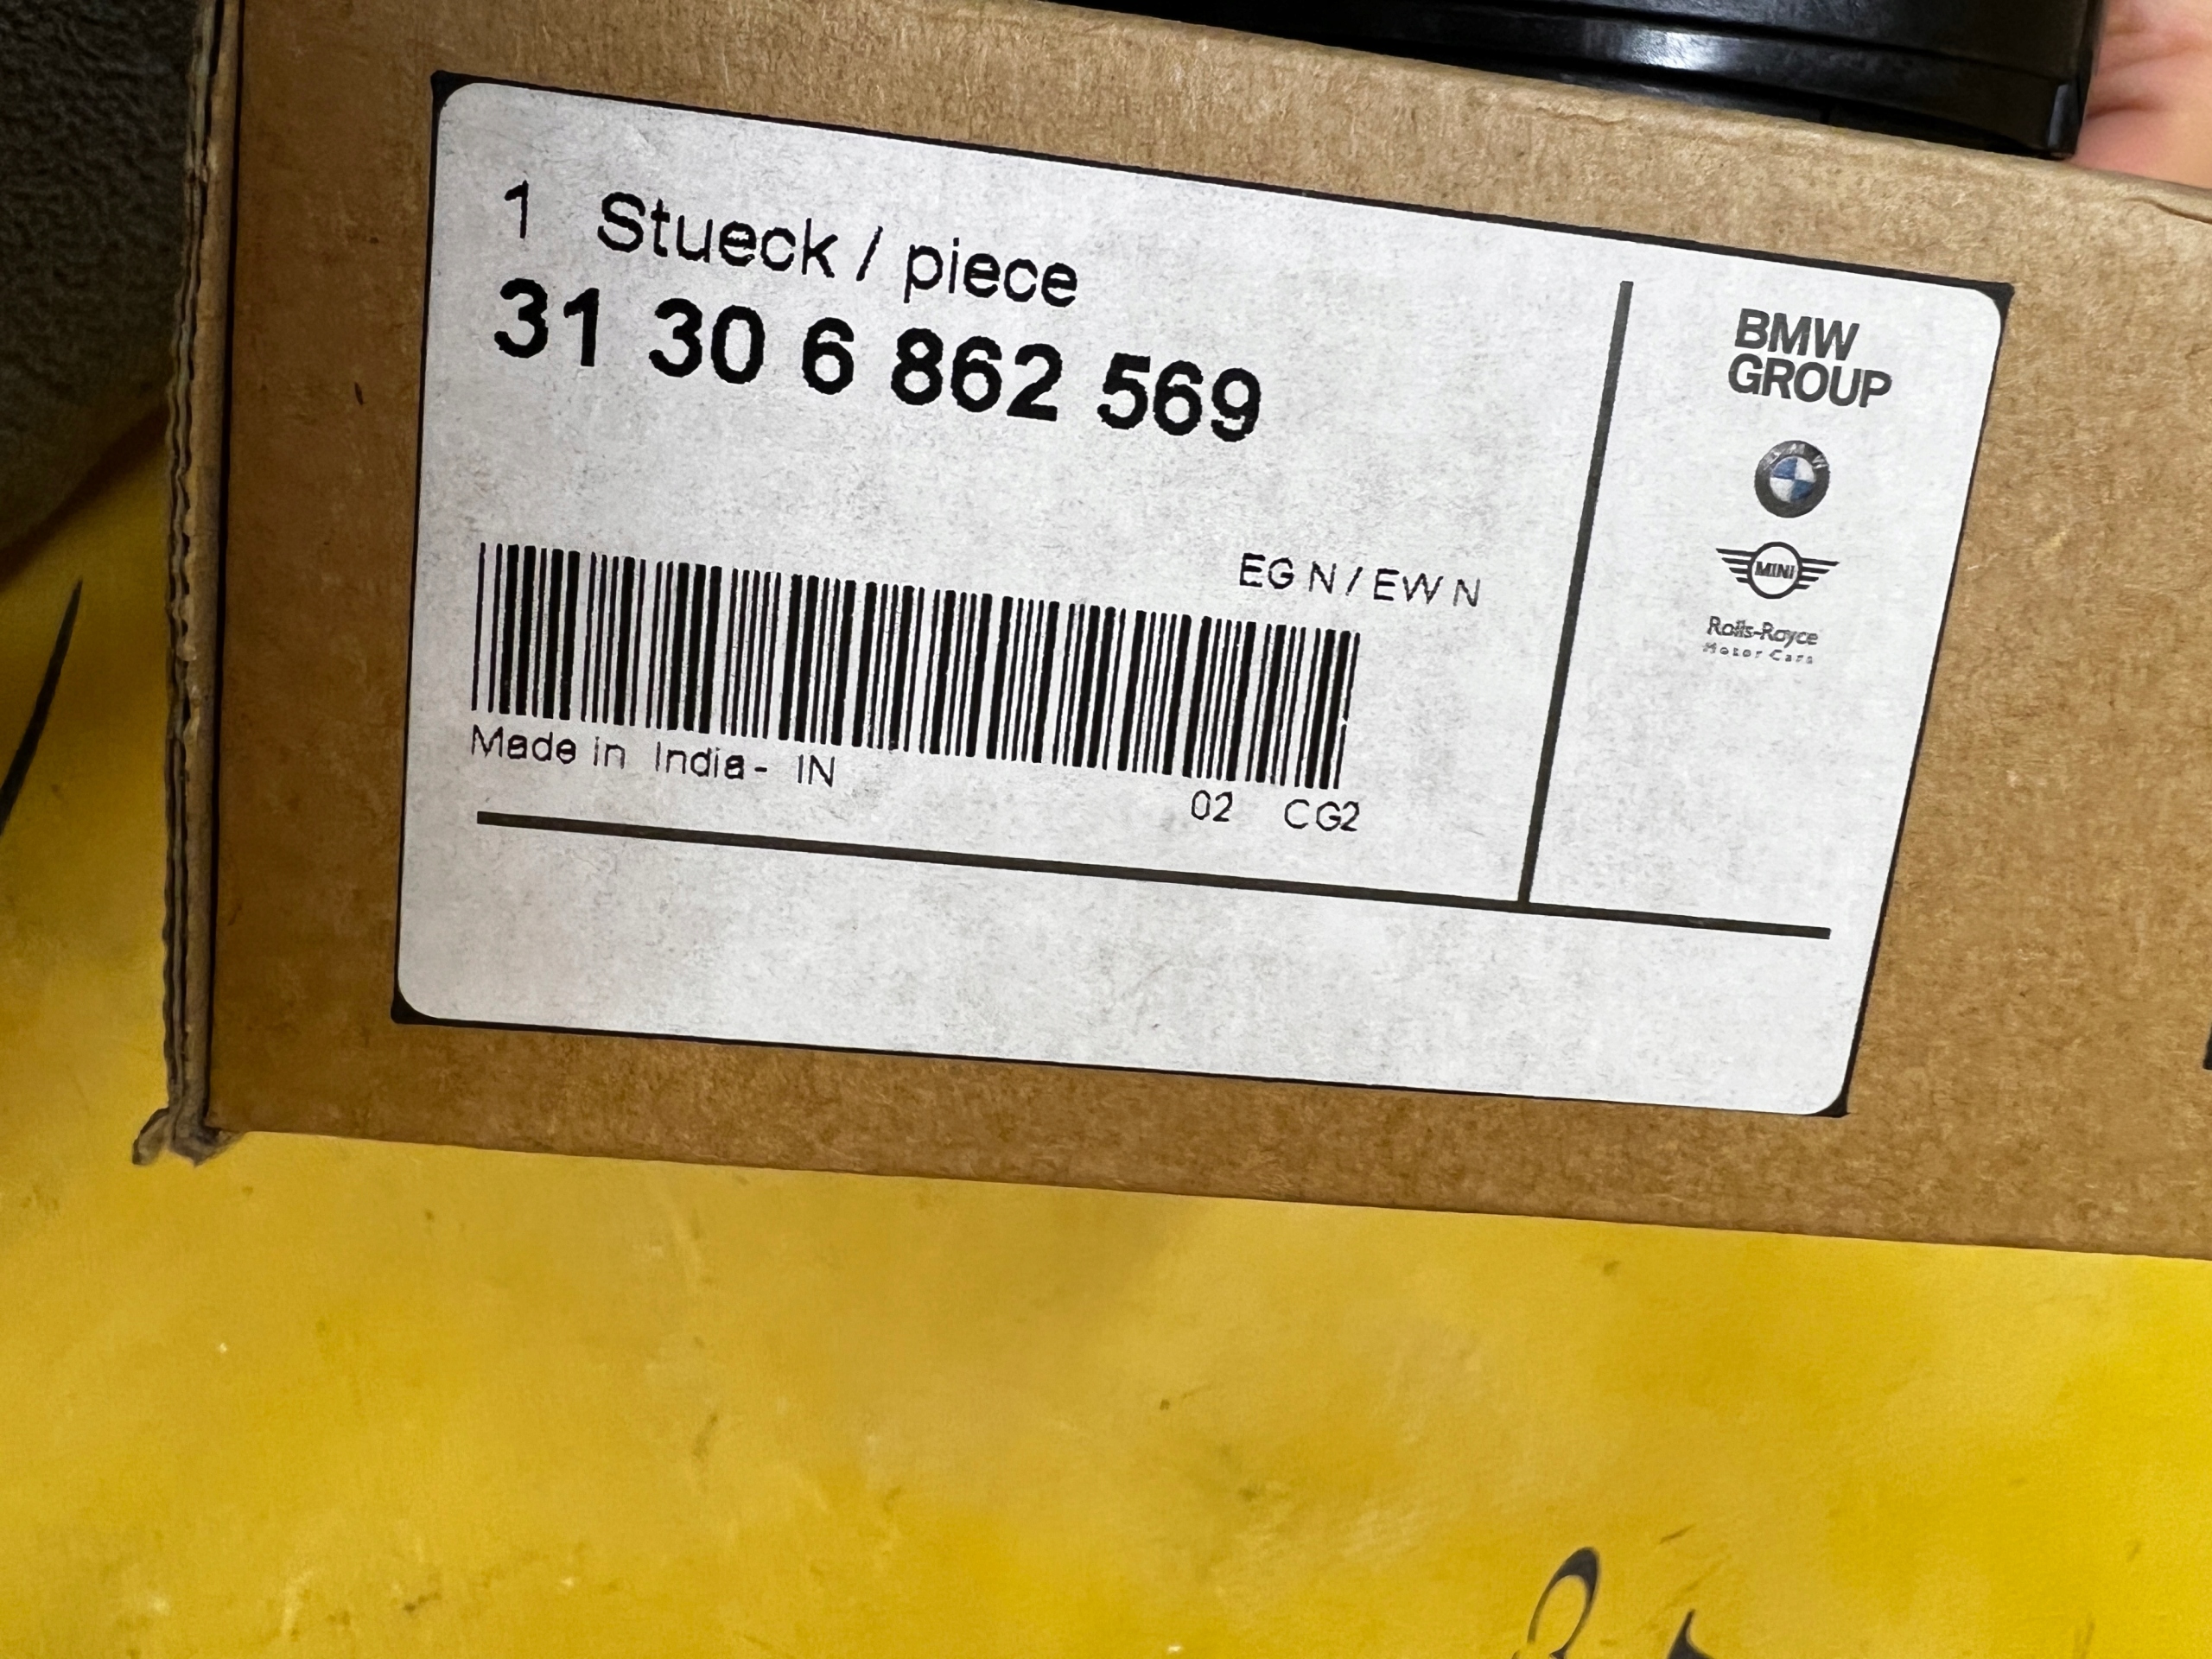 1 Stueck / piece
31 30 6 862 569
EG N / EW N
Made in India - IN
02 CG2
BMW
GROUP
MINI
Rolls-Royce
Motor Cars